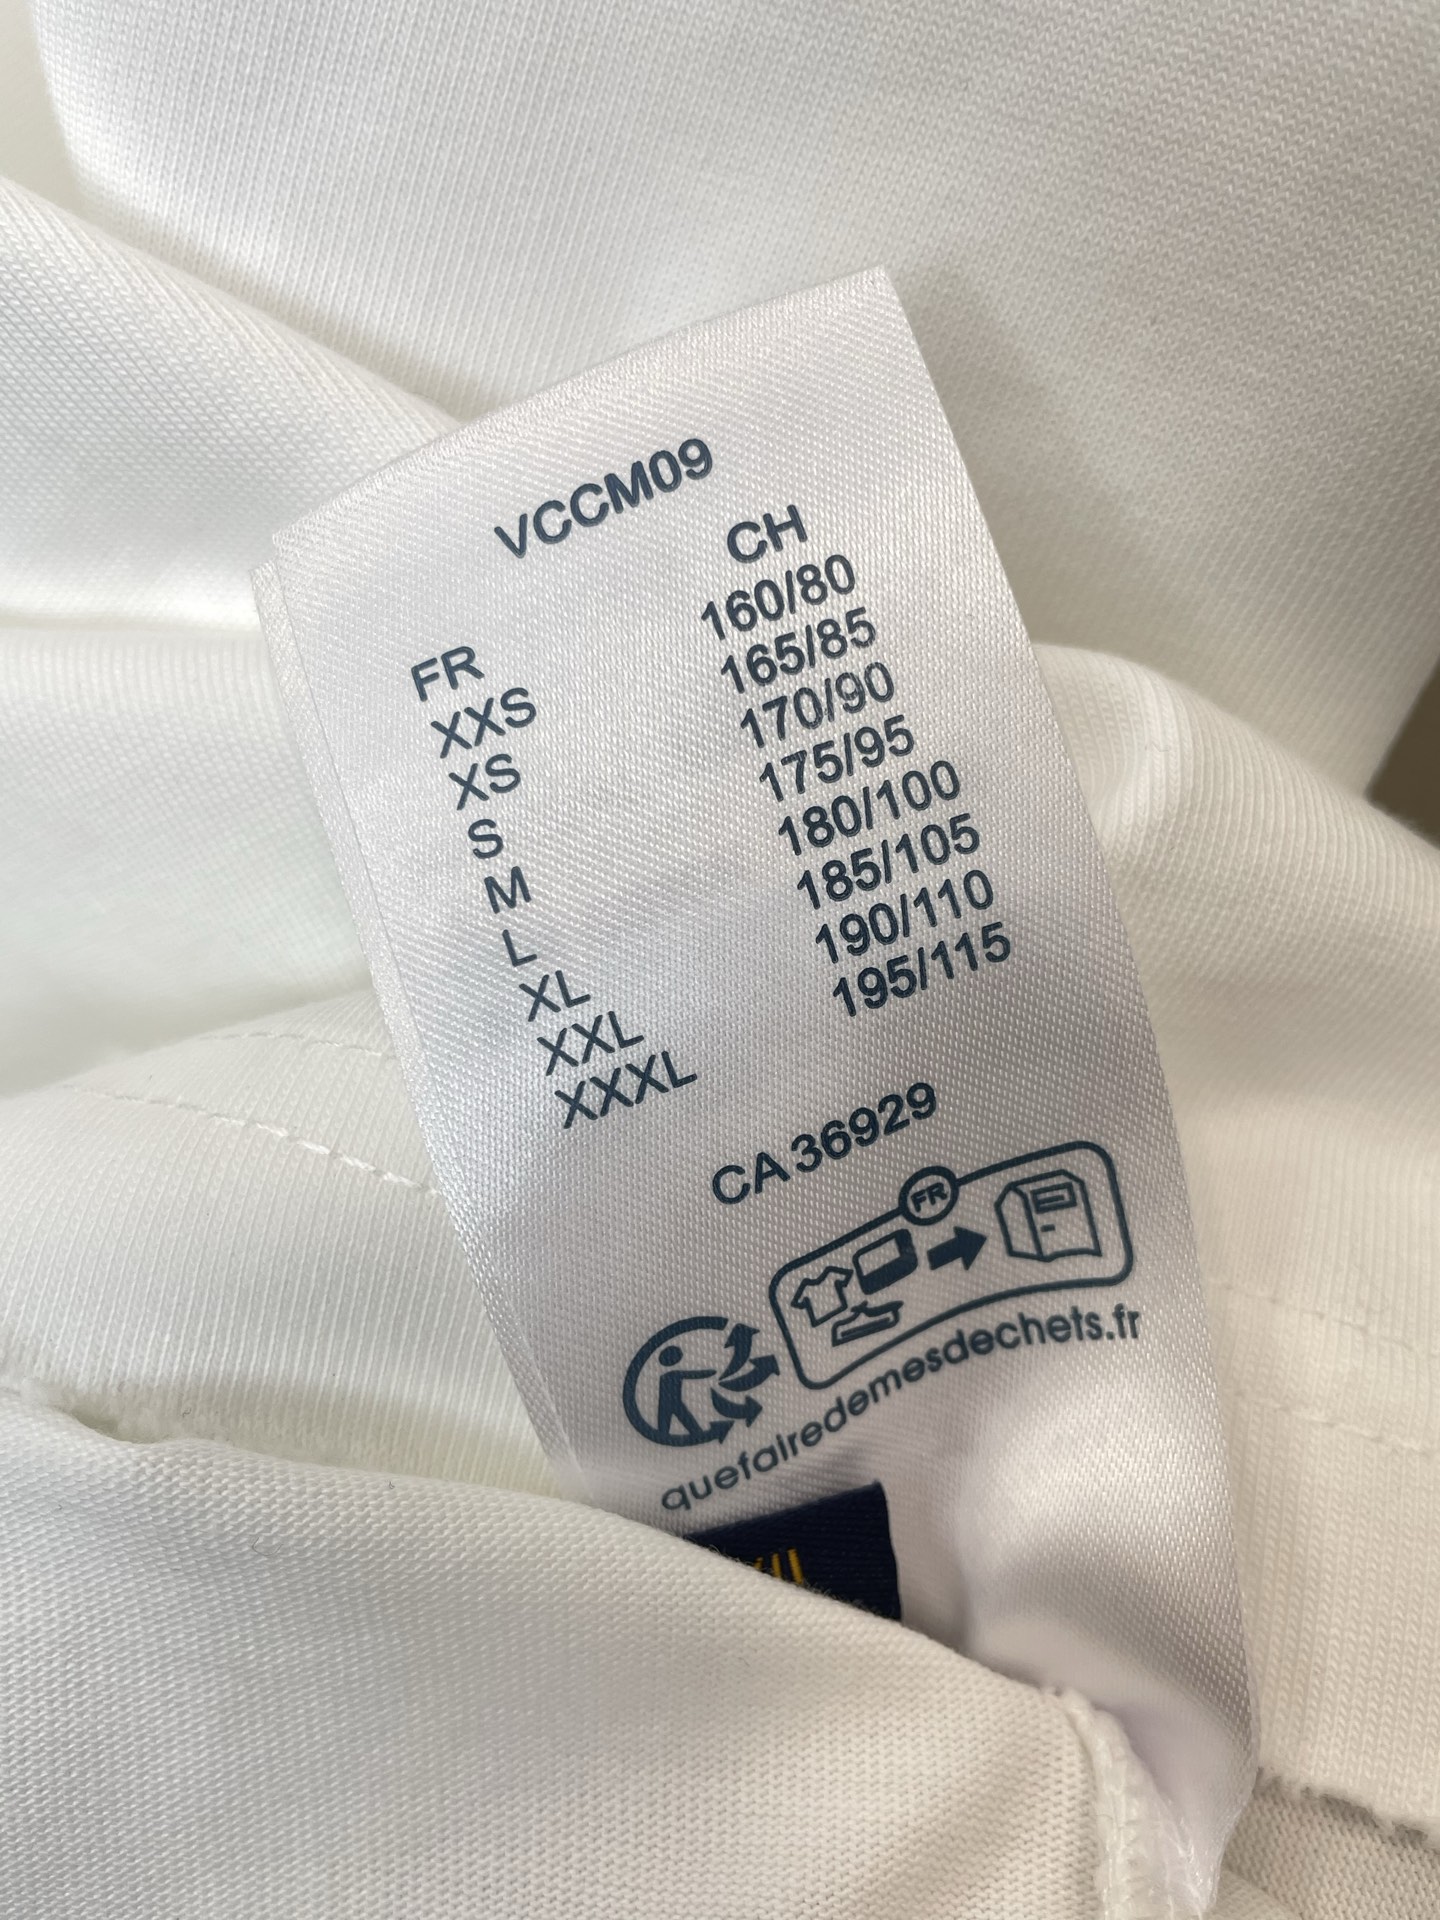 VCCM09
FR CH
XXS 160/80
XS 165/85
S 170/90
M 175/95
L 180/100
XL 185/105
XXL 190/110
XXXL 195/115
CA 36929
FR
quefairedemesdechets.fr